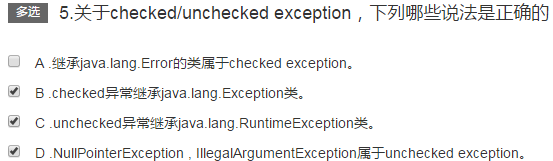 多选 5.关于checked/unchecked exception，下列哪些说法是正确的
A .继承java.lang.Error的类属于checked exception。
B .checked异常继承java.lang.Exception类。
C .unchecked异常继承java.lang.RuntimeException类。
D .NullPointerException , IllegalArgumentException属于unchecked exception。